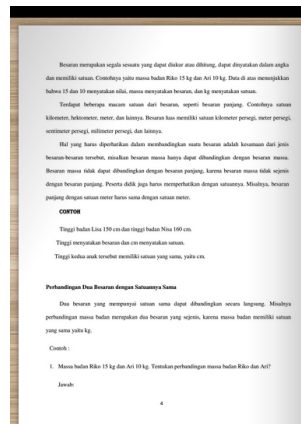 Besaran merupakan segala sesuatu yang dapat diukur atau dihitung, dapat dinyatakan dalam angka
dan memiliki satuan. Contohnya yaitu massa badan Riko 15 kg dan Ari 10 kg. Data di atas menunjukkan
bahwa 15 dan 10 menyatakan nilai, massa menyatakan besaran, dan kg menyatakan satuan.
Terdapat beberapa macam satuan dari besaran, seperti besaran panjang. Contohnya satuan
kilometer, hektometer, meter, dan lainnya. Besaran luas memiliki satuan kilometer persegi, meter persegi,
sentimeter persegi, milimeter persegi, dan lainnya.
Hal yang harus diperhatikan dalam membandingkan suatu besaran adalah kesamaan dari jenis
besaran-besaran tersebut, misalkan besaran massa hanya dapat dibandingkan dengan besaran massa.
Besaran massa tidak dapat dibandingkan dengan besaran panjang, karena besaran massa tidak sejenis
dengan besaran panjang. Peserta didik juga harus memperhatikan dengan satuannya. Misalnya, besaran
panjang dengan satuan meter harus sama dengan satuan meter.
CONTOH
Tinggi badan Lisa 150 cm dan tinggi badan Nisa 160 cm.
Tinggi menyatakan besaran dan cm menyatakan satuan.
Tinggi kedua anak tersebut memiliki satuan yang sama, yaitu cm.
Perbandingan Dua Besaran dengan Satuannya Sama
Dua besaran yang mempunyai satuan sama dapat dibandingkan secara langsung. Misalnya
perbandingan massa badan merupakan dua besaran yang sejenis, karena massa badan memiliki satuan
yang sama yaitu kg.
Contoh :
1. Massa badan Riko 15 kg dan Ari 10 kg. Tentukan perbandingan massa badan Riko dan Ari?
Jawab:
4